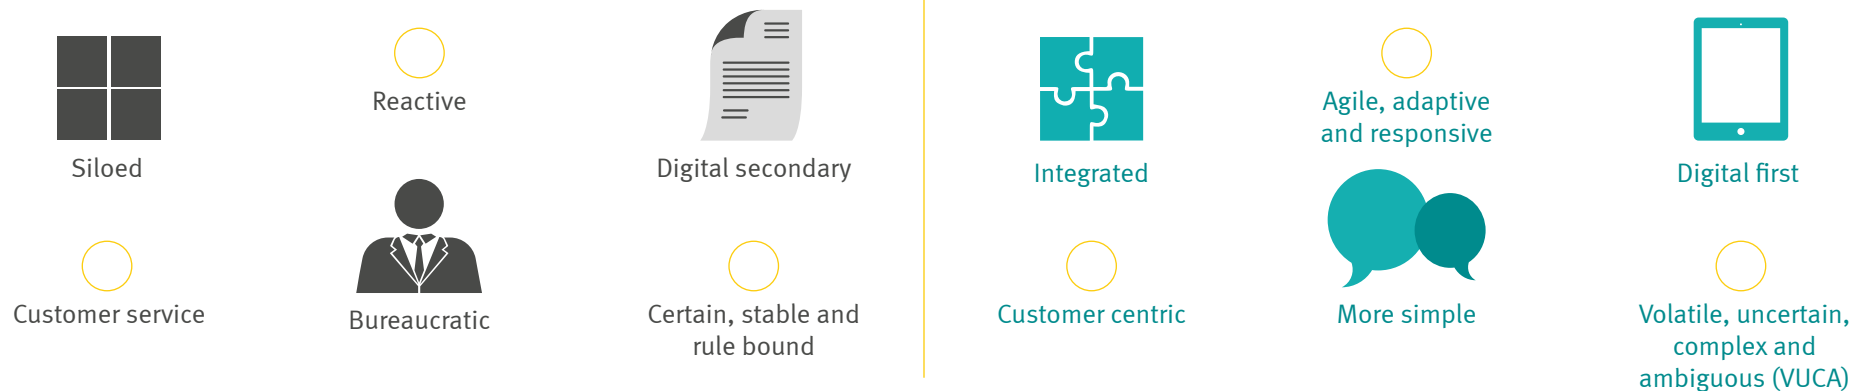 Siloed
Reactive
Digital secondary
Customer service
Bureaucratic
Certain, stable and
rule bound
Integrated
Agile, adaptive
and responsive
Digital first
Customer centric
More simple
Volatile, uncertain,
complex and
ambiguous (VUCA)